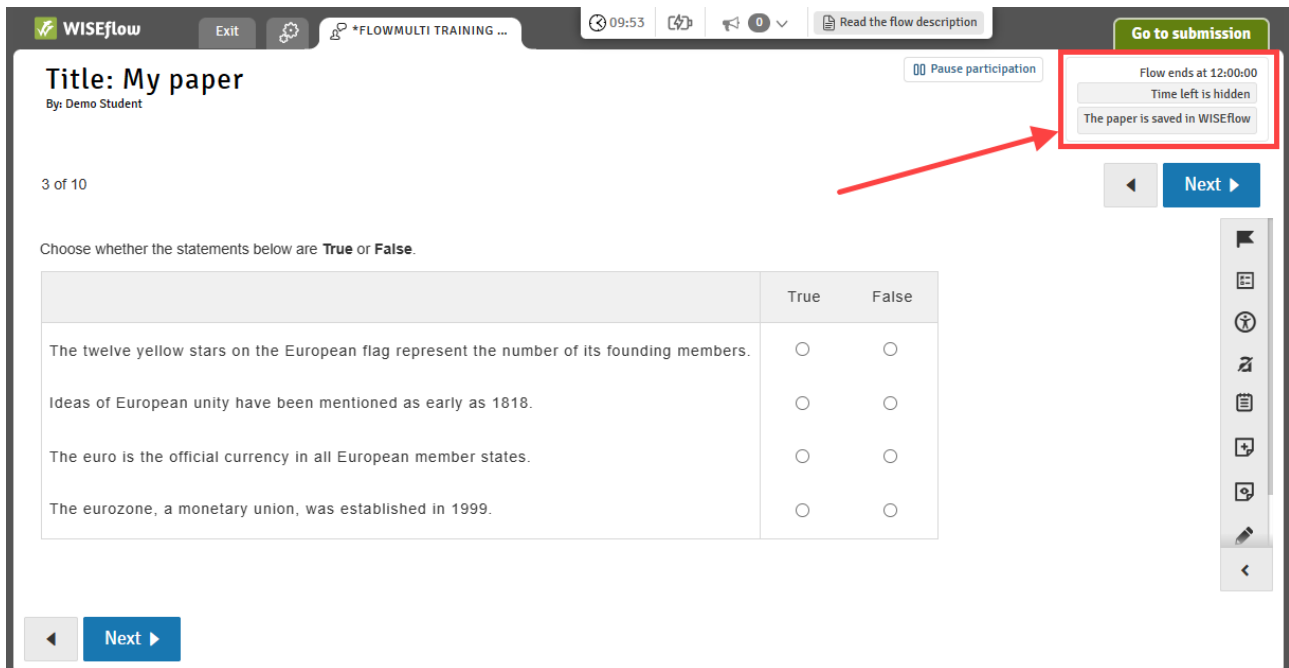 WISEflow
Exit
*FLOWMULTI TRAINING ...
09:53
0
Read the flow description
Go to submission
Title: My paper
By: Demo Student
Pause participation
Flow ends at 12:00:00
Time left is hidden
The paper is saved in WISEflow
3 of 10
Next
Choose whether the statements below are True or False.
True False
The twelve yellow stars on the European flag represent the number of its founding members.
Ideas of European unity have been mentioned as early as 1818.
The euro is the official currency in all European member states.
The eurozone, a monetary union, was established in 1999.
Next